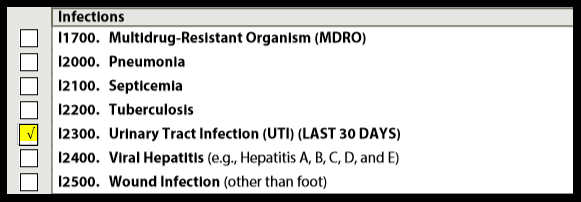 Infections
I1700. Multidrug-Resistant Organism (MDRO)
I2000. Pneumonia
I2100. Septicemia
I2200. Tuberculosis
√ I2300. Urinary Tract Infection (UTI) (LAST 30 DAYS)
I2400. Viral Hepatitis (e.g., Hepatitis A, B, C, D, and E)
I2500. Wound Infection (other than foot)